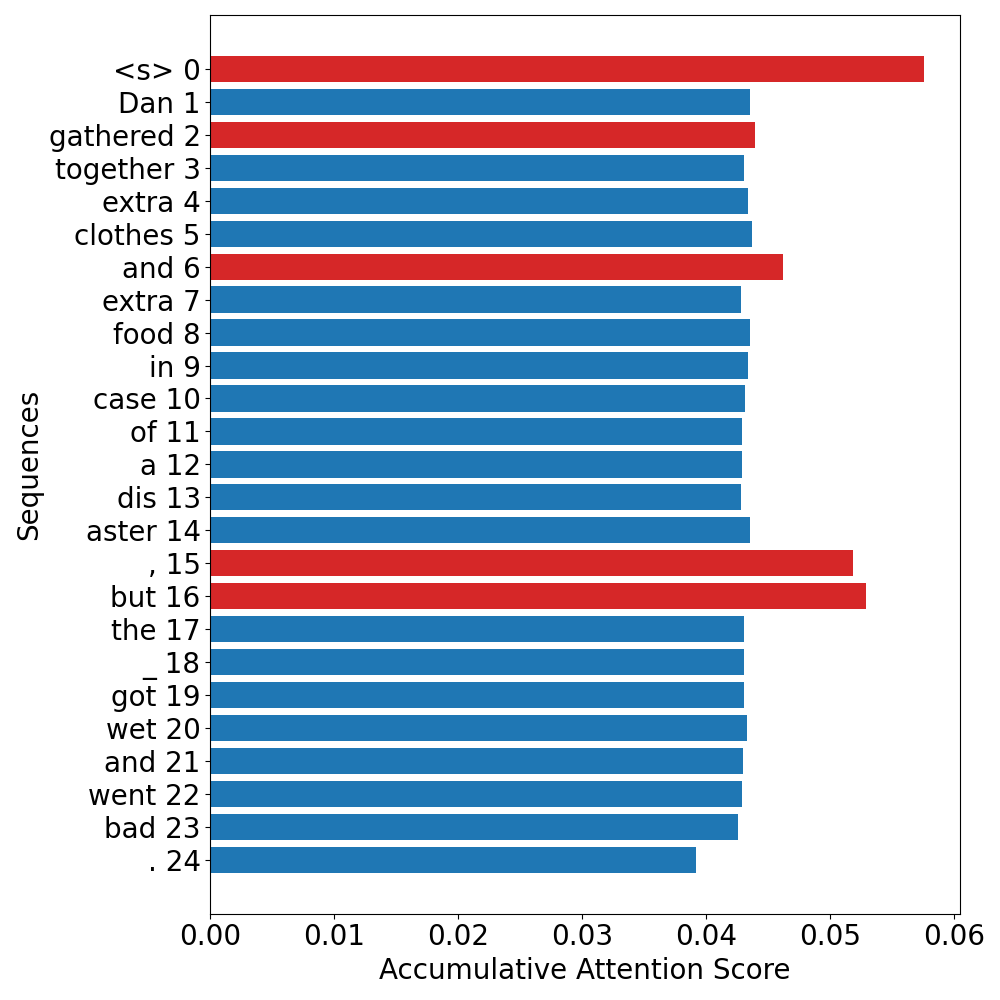 <s> 0
Dan 1
gathered 2
together 3
extra 4
clothes 5
and 6
extra 7
food 8
in 9
case 10
of 11
a 12
dis 13
aster 14
, 15
but 16
the 17
_ 18
got 19
wet 20
and 21
went 22
bad 23
. 24
Sequences
0.00 0.01 0.02 0.03 0.04 0.05 0.06
Accumulative Attention Score